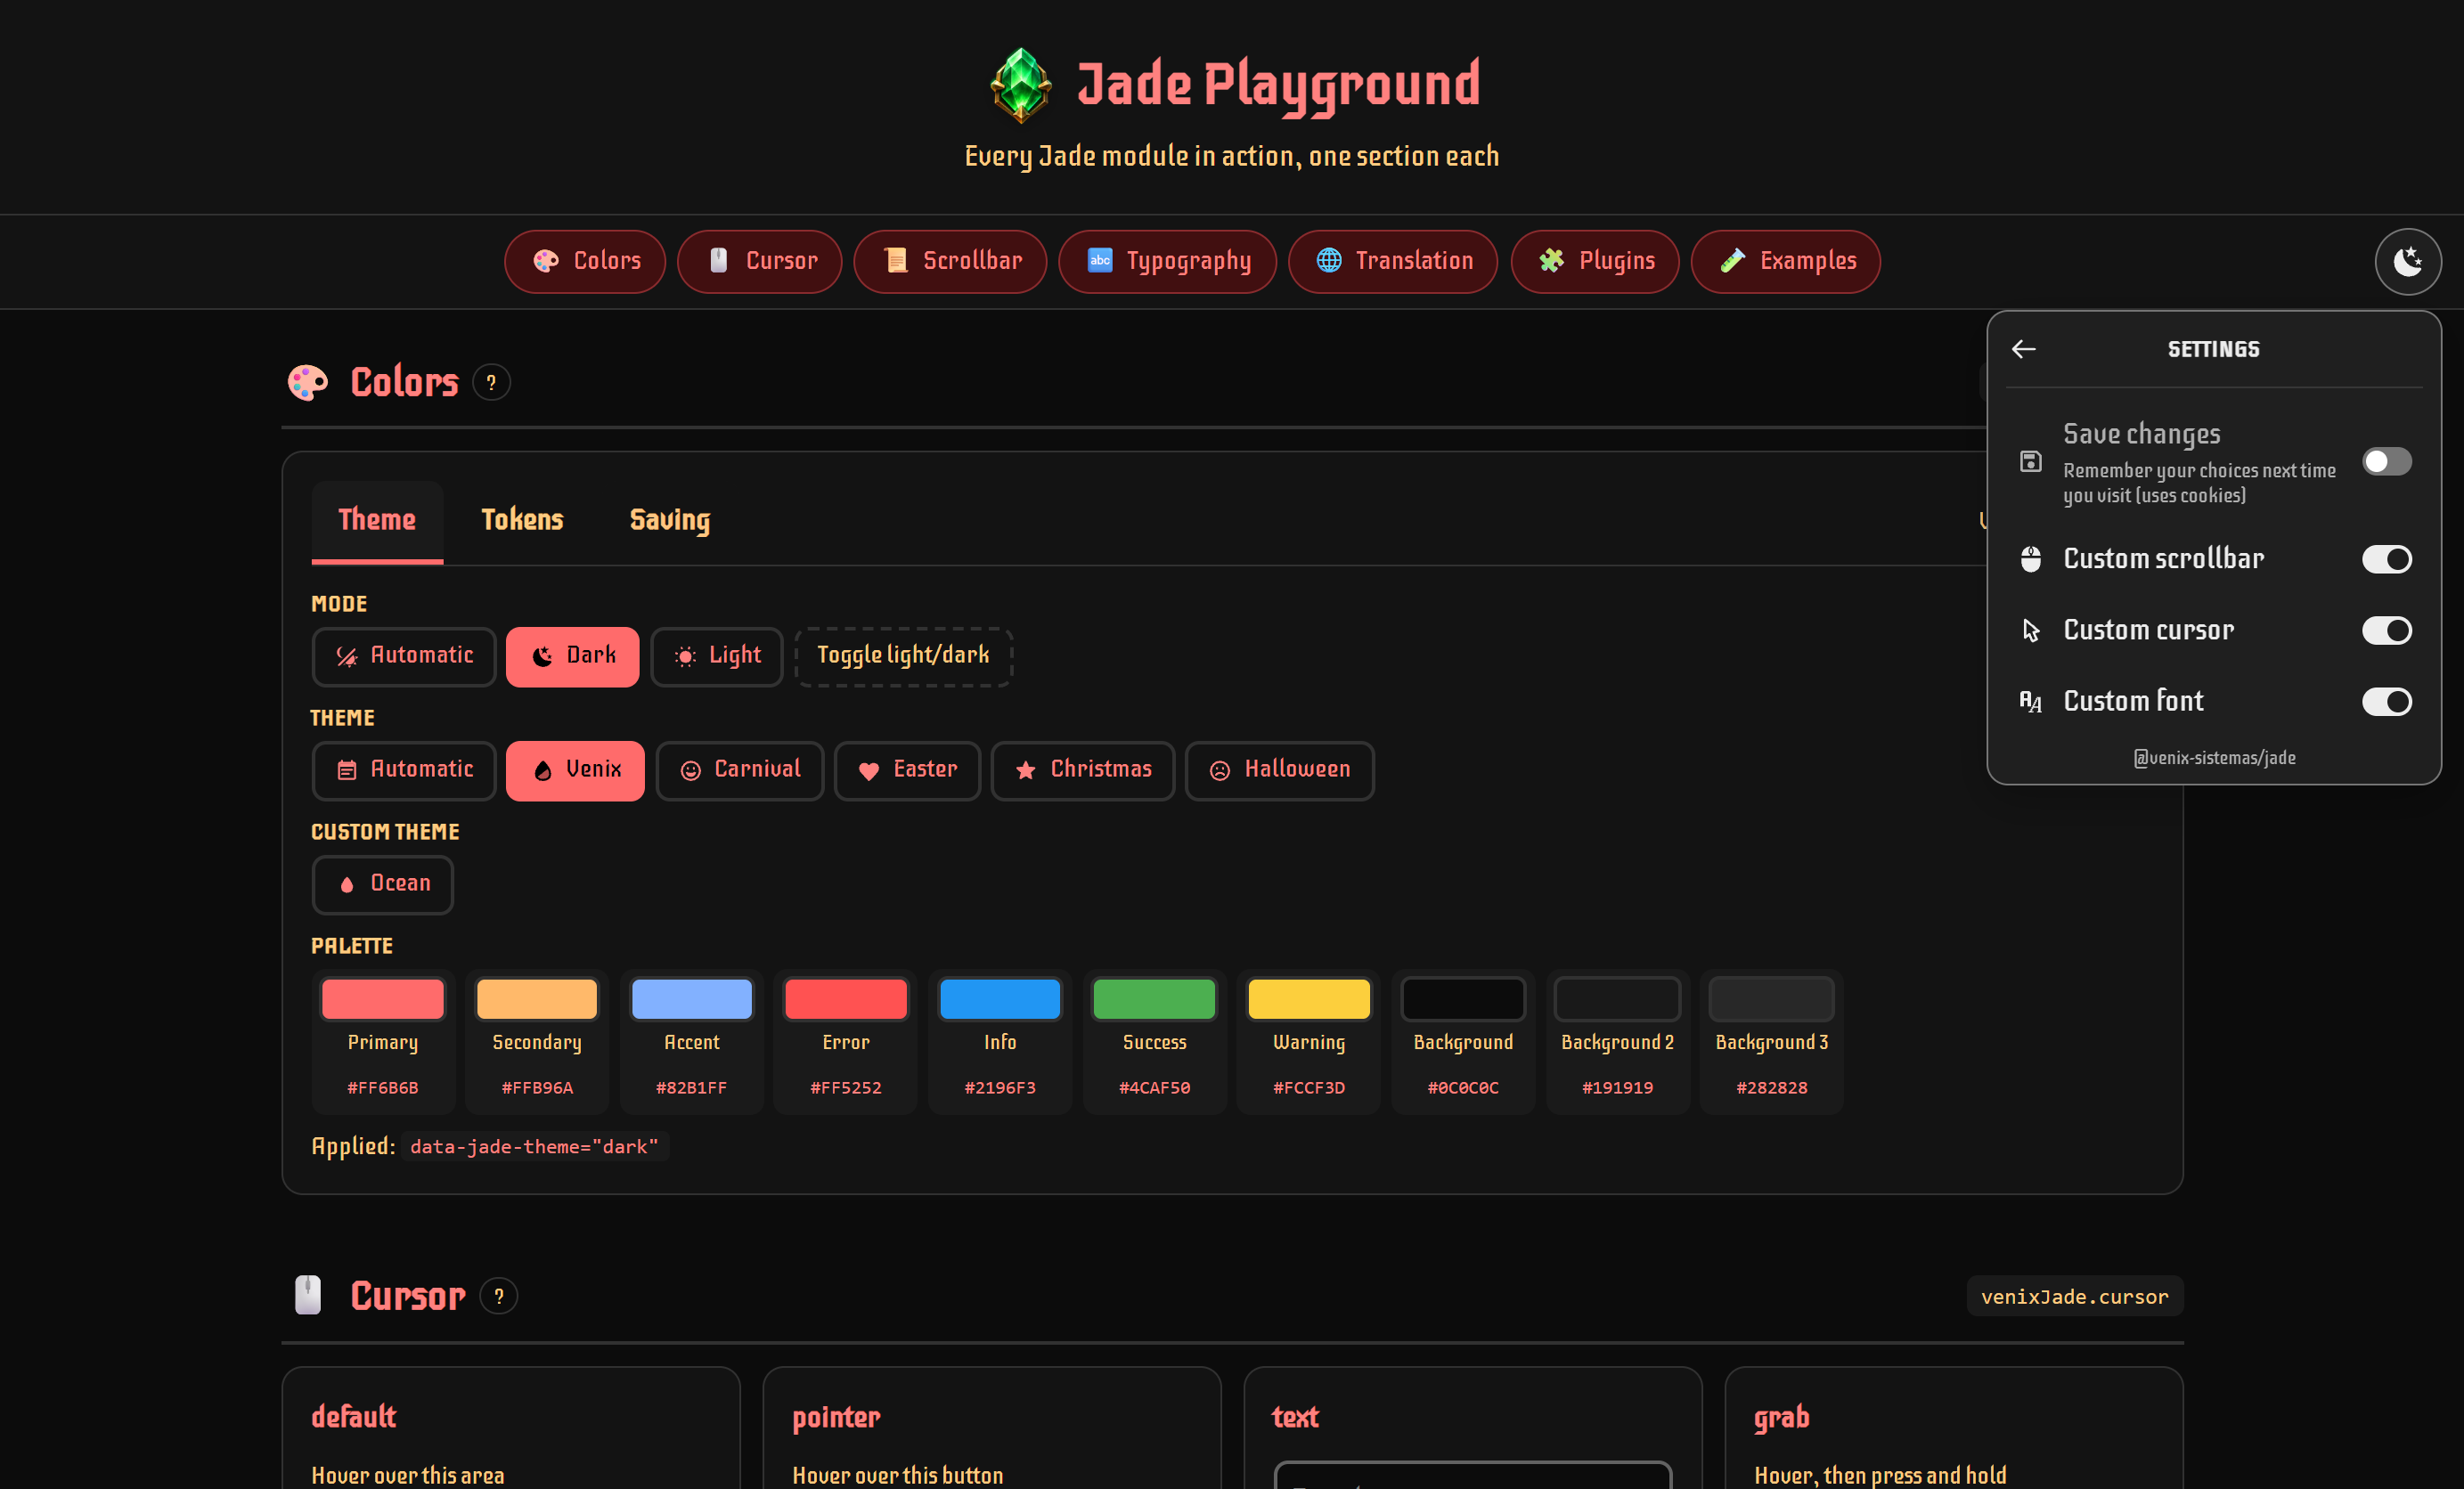 Jade Playground
Every Jade module in action, one section each
Colors
Cursor
Scrollbar
abc
Typography
Translation
Plugins
Examples
Colors
?
SETTINGS
Save changes
Remember your choices next time
you visit (uses cookies)
Custom scrollbar
Custom cursor
Custom font
@venix-sistemas/jade
Theme
Tokens
Saving
MODE
Automatic
Dark
Light
Toggle light/dark
THEME
Automatic
Venix
Carnival
Easter
Christmas
Halloween
CUSTOM THEME
Ocean
PALETTE
Primary
#FF6B6B
Secondary
#FFB96A
Accent
#82B1FF
Error
#FF5252
Info
#2196F3
Success
#4CAF50
Warning
#FCCF3D
Background
#0C0C0C
Background 2
#191919
Background 3
#282828
Applied: data-jade-theme="dark"
Cursor
?
venixJade.cursor
default
Hover over this area
pointer
Hover over this button
text
grab
Hover, then press and hold